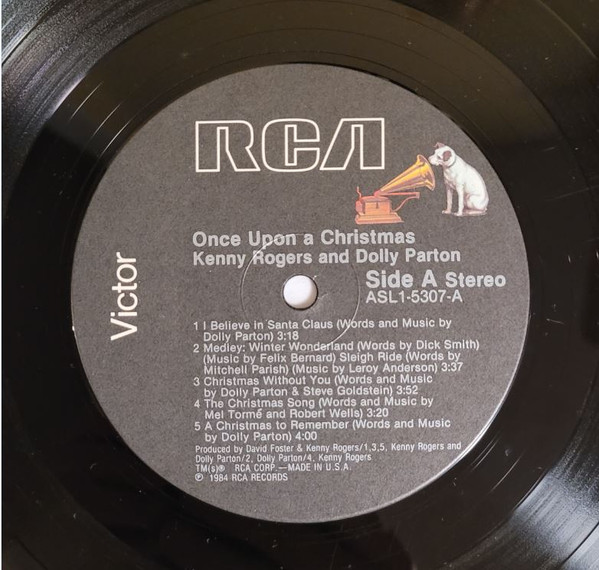 RCA
Victor
Once Upon a Christmas
Kenny Rogers and Dolly Parton
Side A Stereo
ASL1-5307-A
1 I Believe in Santa Claus (Words and Music by
Dolly Parton) 3:18
2 Medley: Winter Wonderland (Words by Dick Smith)
(Music by Felix Bernard) Sleigh Ride (Words by
Mitchell Parish) (Music by Leroy Anderson) 3:37
3 Christmas Without You (Words and Music
by Dolly Parton & Steve Goldstein) 3:52
4 The Christmas Song (Words and Music by
Mel Tormé and Robert Wells) 3:20
5 A Christmas to Remember (Words and Music
by Dolly Parton) 4:00
Produced by David Foster & Kenny Rogers/1,3,5, Kenny Rogers and
Dolly Parton/2, Dolly Parton/4, Kenny Rogers
TM(s)® RCA CORP.—MADE IN U.S.A.
℗ 1984 RCA RECORDS